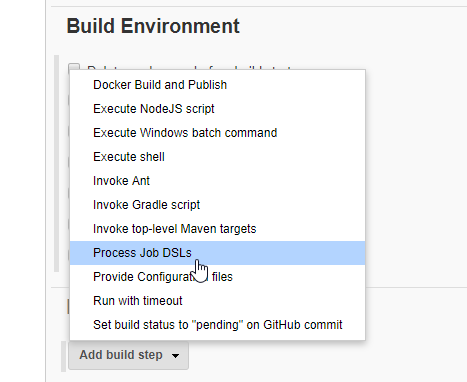 Build Environment
Docker Build and Publish
Execute NodeJS script
Execute Windows batch command
Execute shell
Invoke Ant
Invoke Gradle script
Invoke top-level Maven targets
Process Job DSLs
Provide files
Run with timeout
Set build status to "pending" on GitHub commit
Add build step